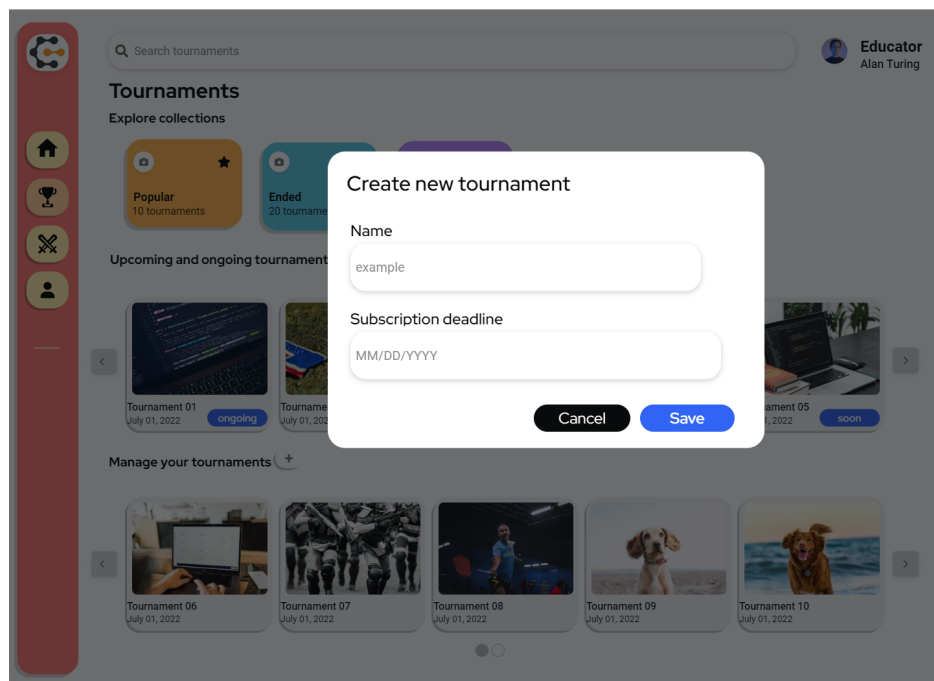 Search tournaments
Educator
Alan Turing
Tournaments
Explore collections
Popular
10 tournaments
Ended
20 tourname
Create new tournament
Name
example
Subscription deadline
MM/DD/YYYY
Cancel
Save
Upcoming and ongoing tournament
Tournament 01
July 01, 2022
ongoing
Tourname
July 01, 202
ament 05
, 2022
soon
Manage your tournaments +
Tournament 06
July 01, 2022
Tournament 07
July 01, 2022
Tournament 08
July 01, 2022
Tournament 09
July 01, 2022
Tournament 10
July 01, 2022